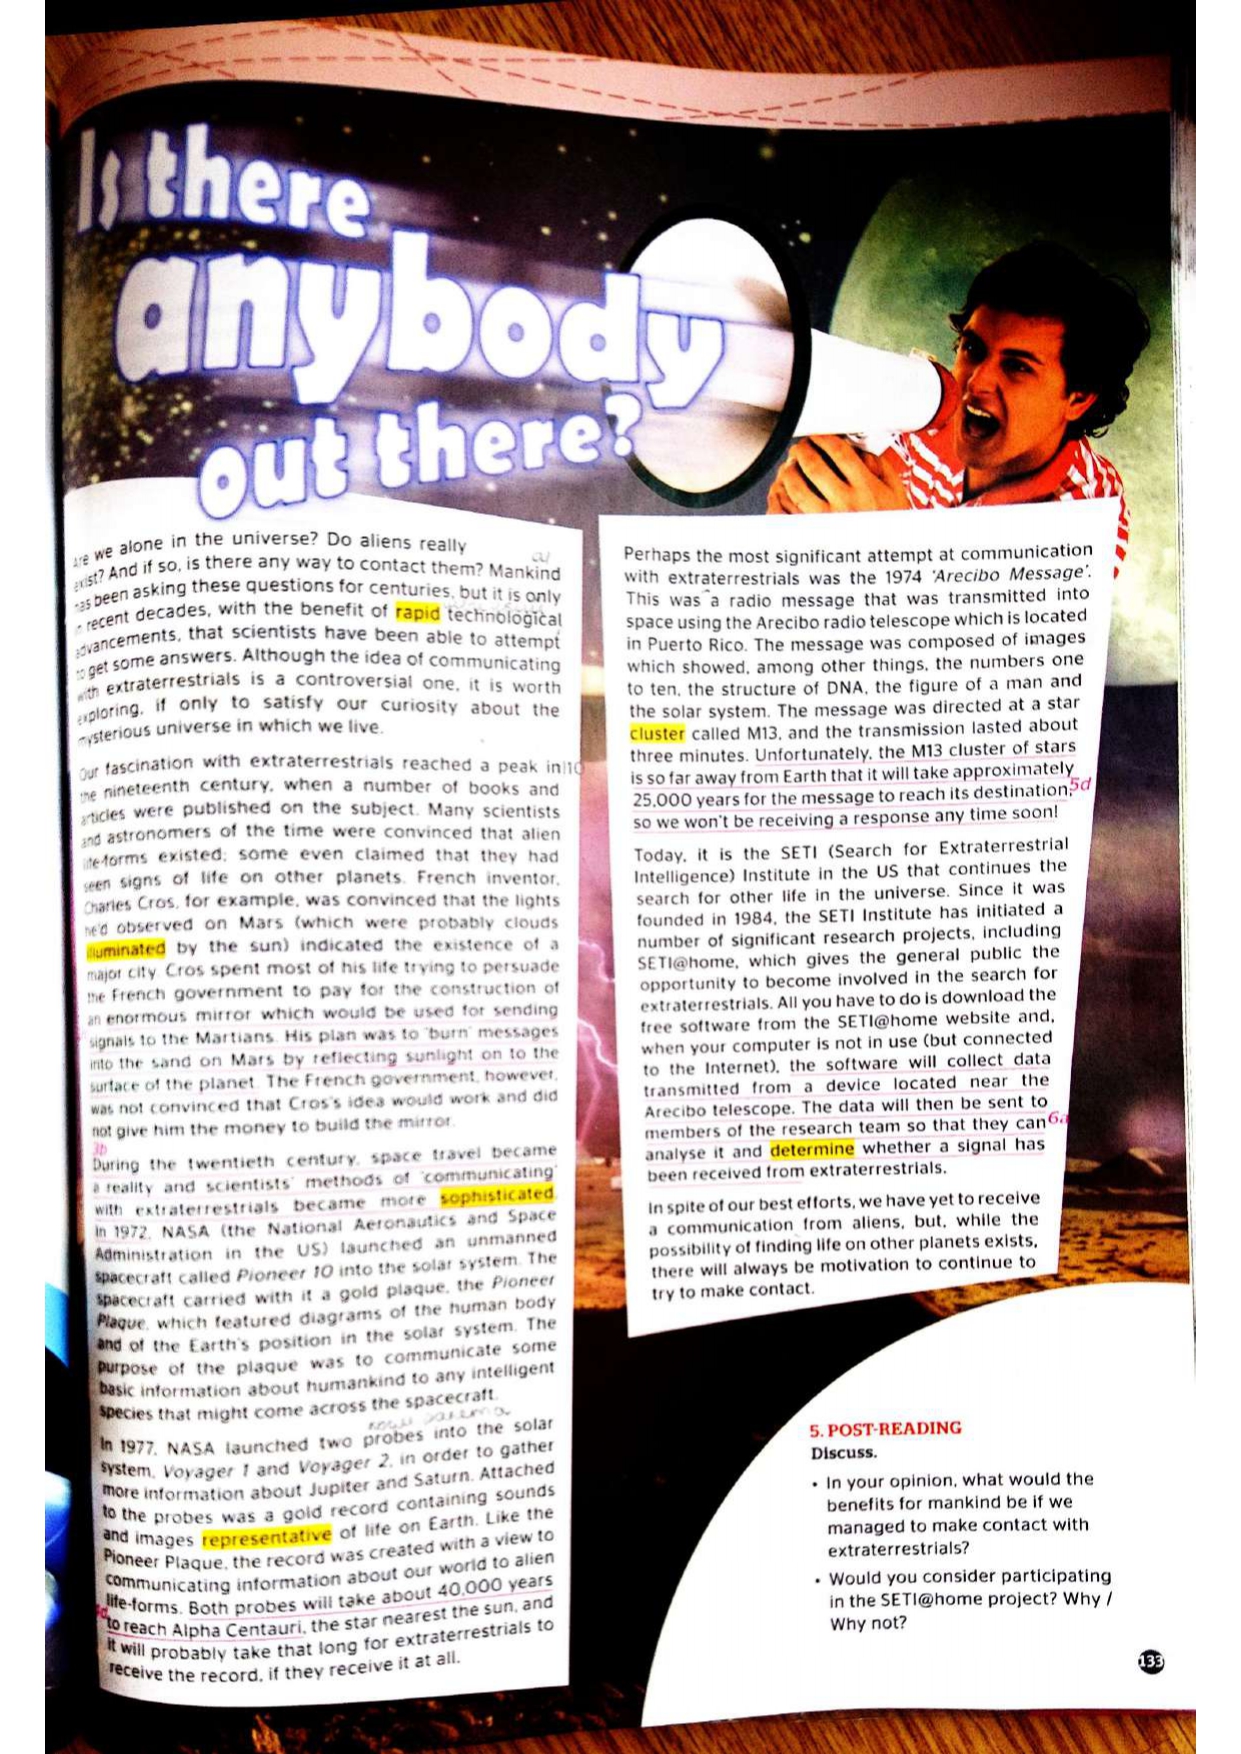 Is there
anybody
out there?
Are we alone in the universe? Do aliens really
exist? And if so, is there any way to contact them? Mankind
has been asking these questions for centuries, but it is only
in recent decades, with the benefit of rapid technological
advancements, that scientists have been able to attempt
to get some answers. Although the idea of communicating
with extraterrestrials is a controversial one, it is worth
exploring, if only to satisfy our curiosity about the
mysterious universe in which we live.
Our fascination with extraterrestrials reached a peak in
the nineteenth century, when a number of books and
articles were published on the subject. Many scientists
and astronomers of the time were convinced that alien
life-forms existed; some even claimed that they had
seen signs of life on other planets. French inventor,
Charles Cros, for example, was convinced that the lights
he'd observed on Mars (which were probably clouds
illuminated by the sun) indicated the existence of a
major city. Cros spent most of his life trying to persuade
the French government to pay for the construction of
an enormous mirror which would be used for sending
signals to the Martians. His plan was to 'burn' messages
into the sand on Mars by reflecting sunlight on to the
surface of the planet. The French government, however,
was not convinced that Cros's idea would work and did
not give him the money to build the mirror.
3b
During the twentieth century, space travel became
a reality and scientists' methods of 'communicating'
with extraterrestrials became more sophisticated.
In 1972, NASA (the National Aeronautics and Space
Administration in the US) launched an unmanned
spacecraft called Pioneer 10 into the solar system. The
spacecraft carried with it a gold plaque, the Pioneer
Plaque, which featured diagrams of the human body
and of the Earth's position in the solar system. The
purpose of the plaque was to communicate some
basic information about humankind to any intelligent
species that might come across the spacecraft.
In 1977, NASA launched two probes into the solar
system, Voyager 1 and Voyager 2, in order to gather
more information about Jupiter and Saturn. Attached
to the probes was a gold record containing sounds
and images representative of life on Earth. Like the
Pioneer Plaque, the record was created with a view to
communicating information about our world to alien
life-forms. Both probes will take about 40,000 years
to reach Alpha Centauri, the star nearest the sun, and
it will probably take that long for extraterrestrials to
receive the record, if they receive it at all.
Perhaps the most significant attempt at communication
with extraterrestrials was the 1974 'Arecibo Message'.
This was a radio message that was transmitted into
space using the Arecibo radio telescope which is located
in Puerto Rico. The message was composed of images
which showed, among other things, the numbers one
to ten, the structure of DNA, the figure of a man and
the solar system. The message was directed at a star
cluster called M13, and the transmission lasted about
three minutes. Unfortunately, the M13 cluster of stars
is so far away from Earth that it will take approximately
25,000 years for the message to reach its destination, 5d
so we won't be receiving a response any time soon!
Today, it is the SETI (Search for Extraterrestrial
Intelligence) Institute in the US that continues the
search for other life in the universe. Since it was
founded in 1984, the SETI Institute has initiated a
number of significant research projects, including
SETI@home, which gives the general public the
opportunity to become involved in the search for
extraterrestrials. All you have to do is download the
free software from the SETI@home website and,
when your computer is not in use (but connected
to the Internet), the software will collect data
transmitted from a device located near the
Arecibo telescope. The data will then be sent to
members of the research team so that they can 6a
analyse it and determine whether a signal has
been received from extraterrestrials.
In spite of our best efforts, we have yet to receive
a communication from aliens, but, while the
possibility of finding life on other planets exists,
there will always be motivation to continue to
try to make contact.
5. POST-READING
Discuss.
• In your opinion, what would the
benefits for mankind be if we
managed to make contact with
extraterrestrials?
• Would you consider participating
in the SETI@home project? Why /
Why not?
133